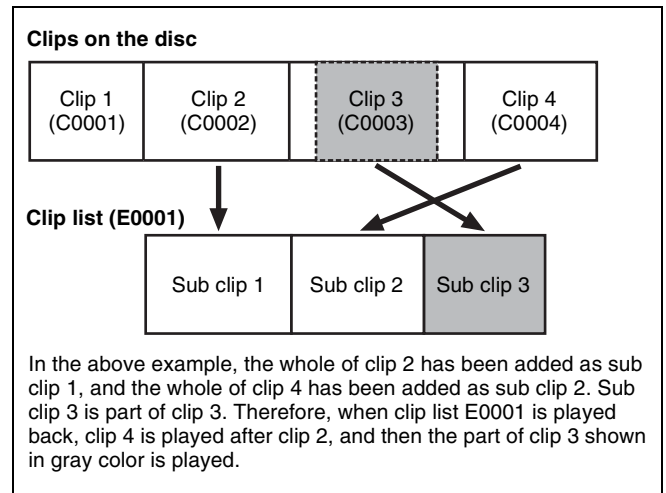 Clips on the disc
Clip 1
(C0001)
Clip 2
(C0002)
Clip 3
(C0003)
Clip 4
(C0004)
Clip list (E0001)
Sub clip 1
Sub clip 2
Sub clip 3
In the above example, the whole of clip 2 has been added as sub
clip 1, and the whole of clip 4 has been added as sub clip 2. Sub
clip 3 is part of clip 3. Therefore, when clip list E0001 is played
back, clip 4 is played after clip 2, and then the part of clip 3 shown
in gray color is played.